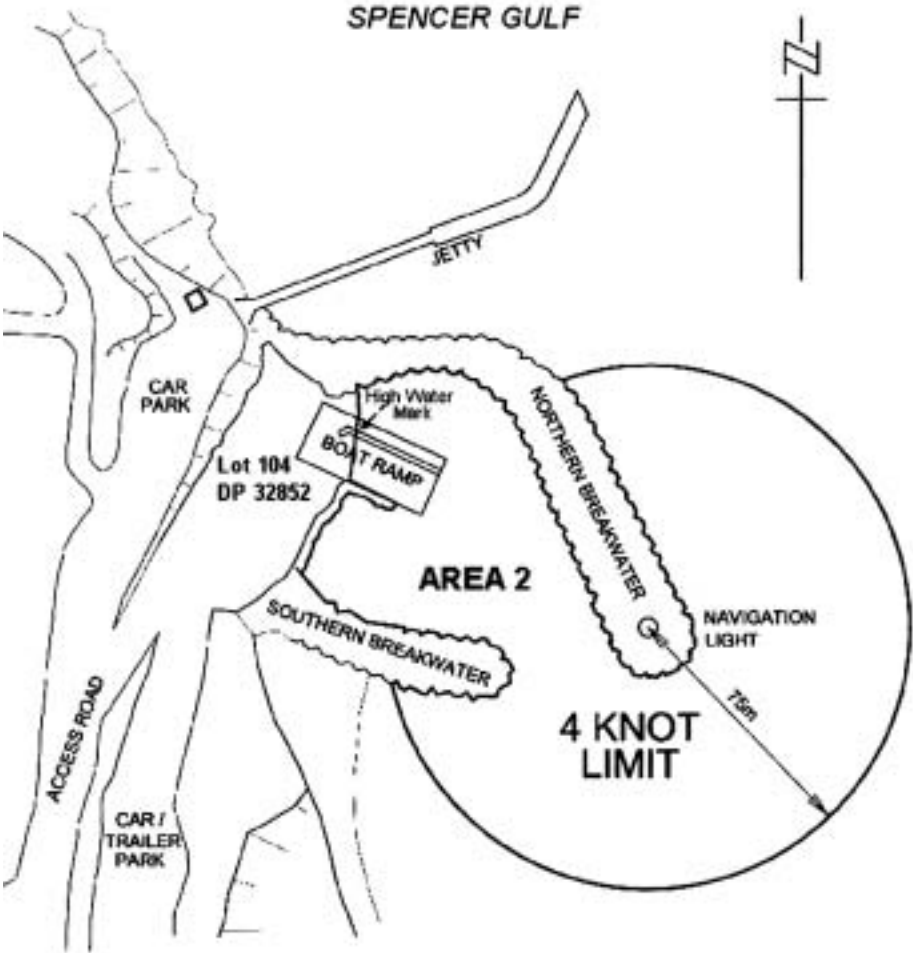 SPENCER GULF
N
JETTY
CAR
PARK
High Water
Mark
BOAT RAMP
Lot 104
DP 32852
NORTHERN BREAKWATER
AREA 2
SOUTHERN BREAKWATER
NAVIGATION
LIGHT
75m
4 KNOT
LIMIT
ACCESS ROAD
CAR /
TRAILER
PARK